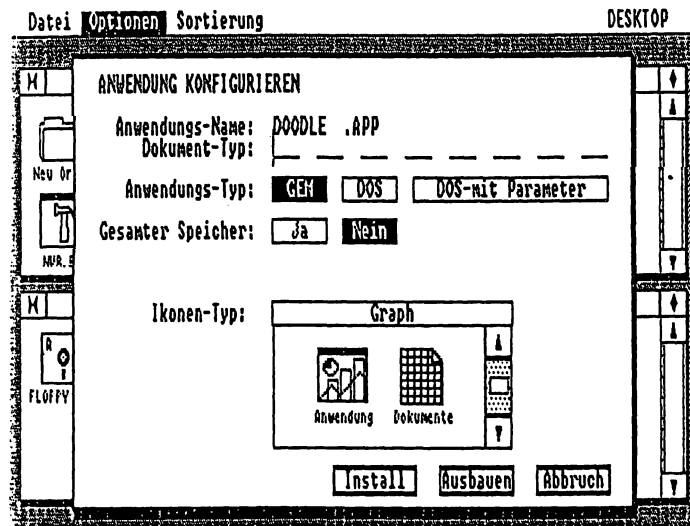 Datei Optionen Sortierung DESKTOP
ANWENDUNG KONFIGURIEREN
Anwendungs-Name: DOODLE .APP
Dokument-Typ:
Neu Or
Anwendungs-Typ: GEM DOS DOS-mit Parameter
Gesamter Speicher: Ja Nein
Ikonen-Typ: Graph
A
FLOPPY
Anwendung Dokumente
Install Ausbauen Abbruch